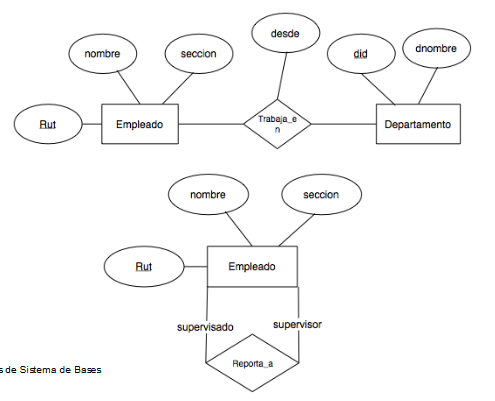 desde
nombre
seccion
did
dnombre
Rut
Empleado
Trabaja_e
n
Departamento
nombre
seccion
Rut
Empleado
supervisado
supervisor
Reporta_a
s de Sistema de Bases